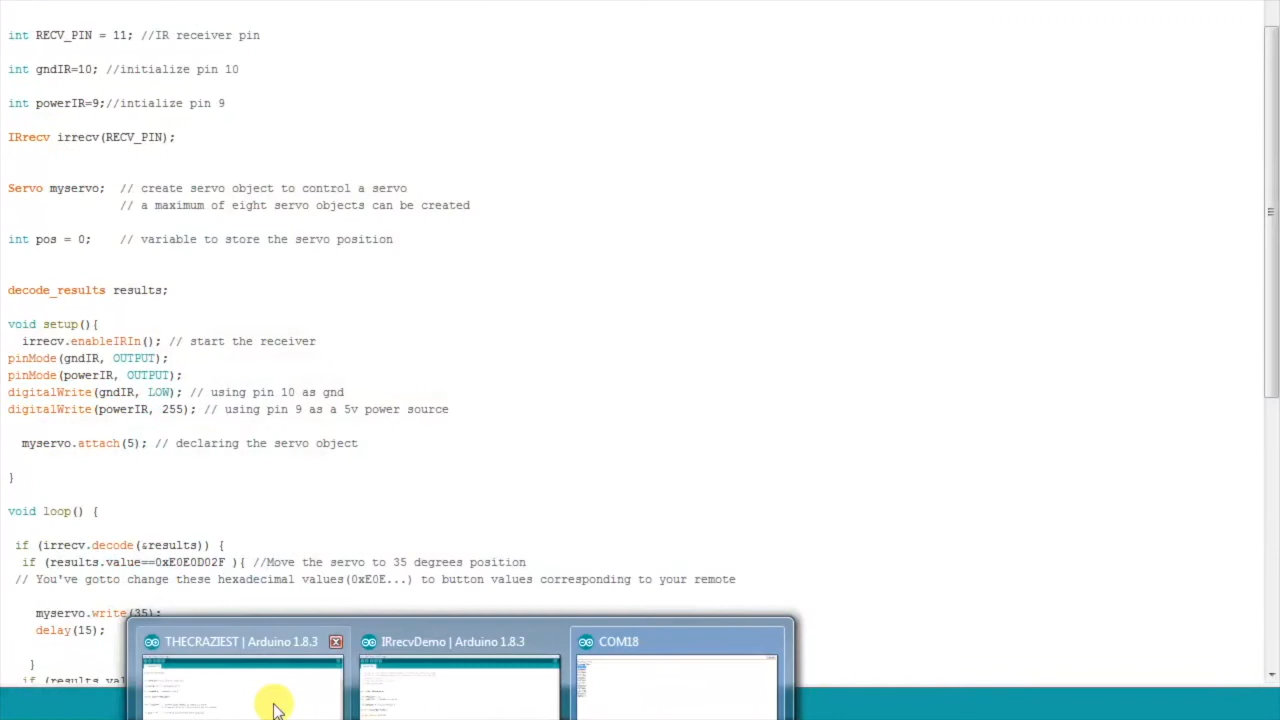 int RECV_PIN = 11; //IR receiver pin
int gndIR=10; //initialize pin 10
int powerIR=9;//intialize pin 9
IRrecv irrecv(RECV_PIN);
Servo myservo;  // create servo object to control a servo
// a maximum of eight servo objects can be created
int pos = 0;    // variable to store the servo position
decode_results results;
void setup(){
irrecv.enableIRIn(); // start the receiver
pinMode(gndIR, OUTPUT);
pinMode(powerIR, OUTPUT);
digitalWrite(gndIR, LOW); // using pin 10 as gnd
digitalWrite(powerIR, 255); // using pin 9 as a 5v power source
myservo.attach(5); // declaring the servo object
}
void loop() {
if (irrecv.decode(&results)) {
if (results.value==0xE0E0D02F ){ //Move the servo to 35 degrees position
// You've gotto change these hexadecimal values(0xE0E...) to button values corresponding to your remote
myservo.write(35);
delay(15);
}
if (results.
THECRAZIEST | Arduino 1.8.3
IRrecvDemo | Arduino 1.8.3
COM18